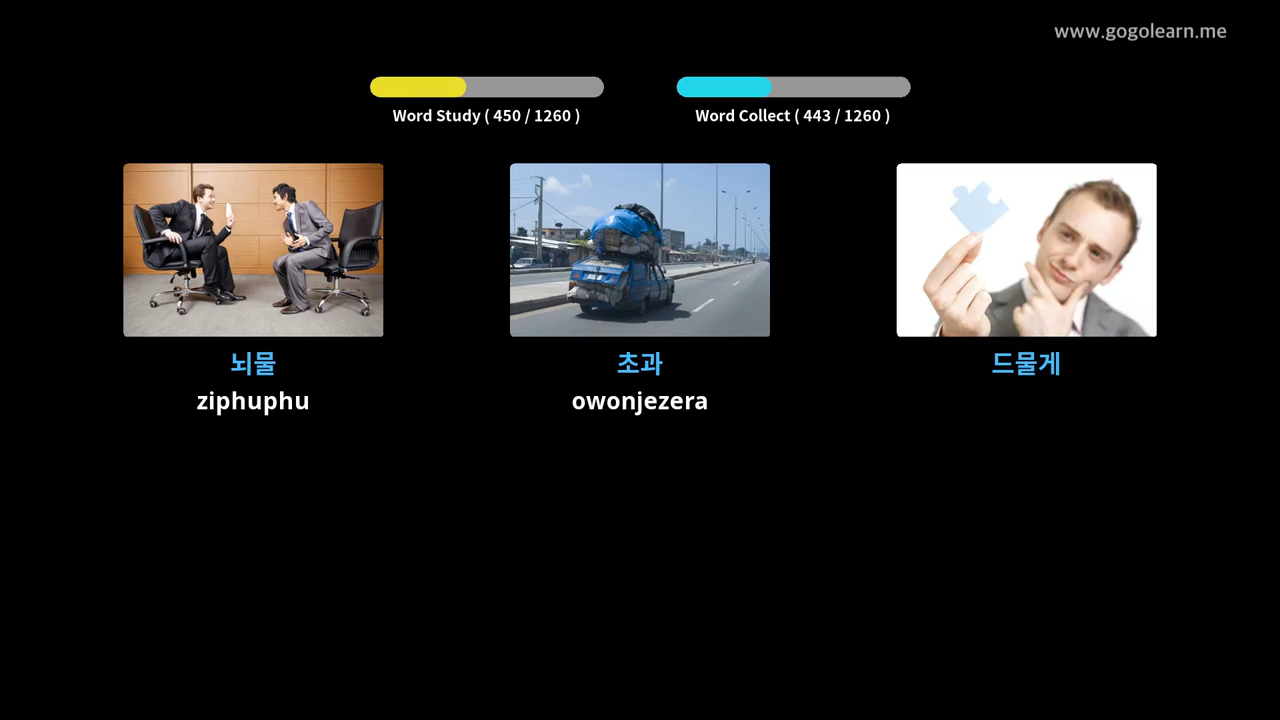 www.gogolearn.me
Word Study ( 450 / 1260 )
Word Collect ( 443 / 1260 )
뇌물
초과
드물게
ziphuphu
owonjezera